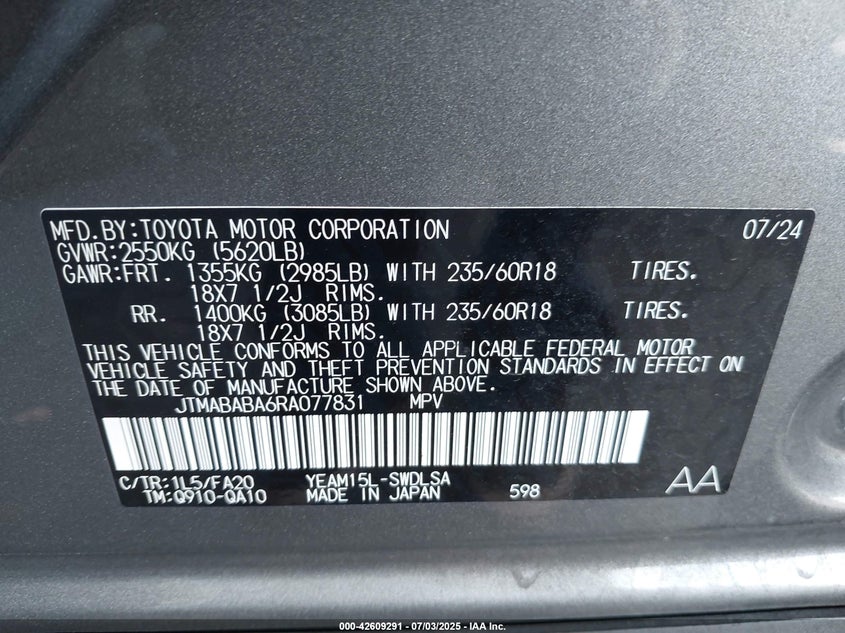 MFD.BY:TOYOTA MOTOR CORPORATION 07/24
GVWR:2550KG (5620LB)
GAWR:FRT. 1355KG (2985LB) WITH 235/60R18 TIRES.
18X7 1/2J RIMS.
RR. 1400KG (3085LB) WITH 235/60R18 TIRES.
18X7 1/2J RIMS.
THIS VEHICLE CONFORMS TO ALL APPLICABLE FEDERAL MOTOR
VEHICLE SAFETY AND THEFT PREVENTION STANDARDS IN EFFECT ON
THE DATE OF MANUFACTURE SHOWN ABOVE.
JTMABABA6RA077831 MPV
C/TR:1L5/FA20 YEAM15L-SWDLSA AA
TM:Q910-QA10 MADE IN JAPAN 598
000-42609291 - 07/03/2025 - IAA Inc.